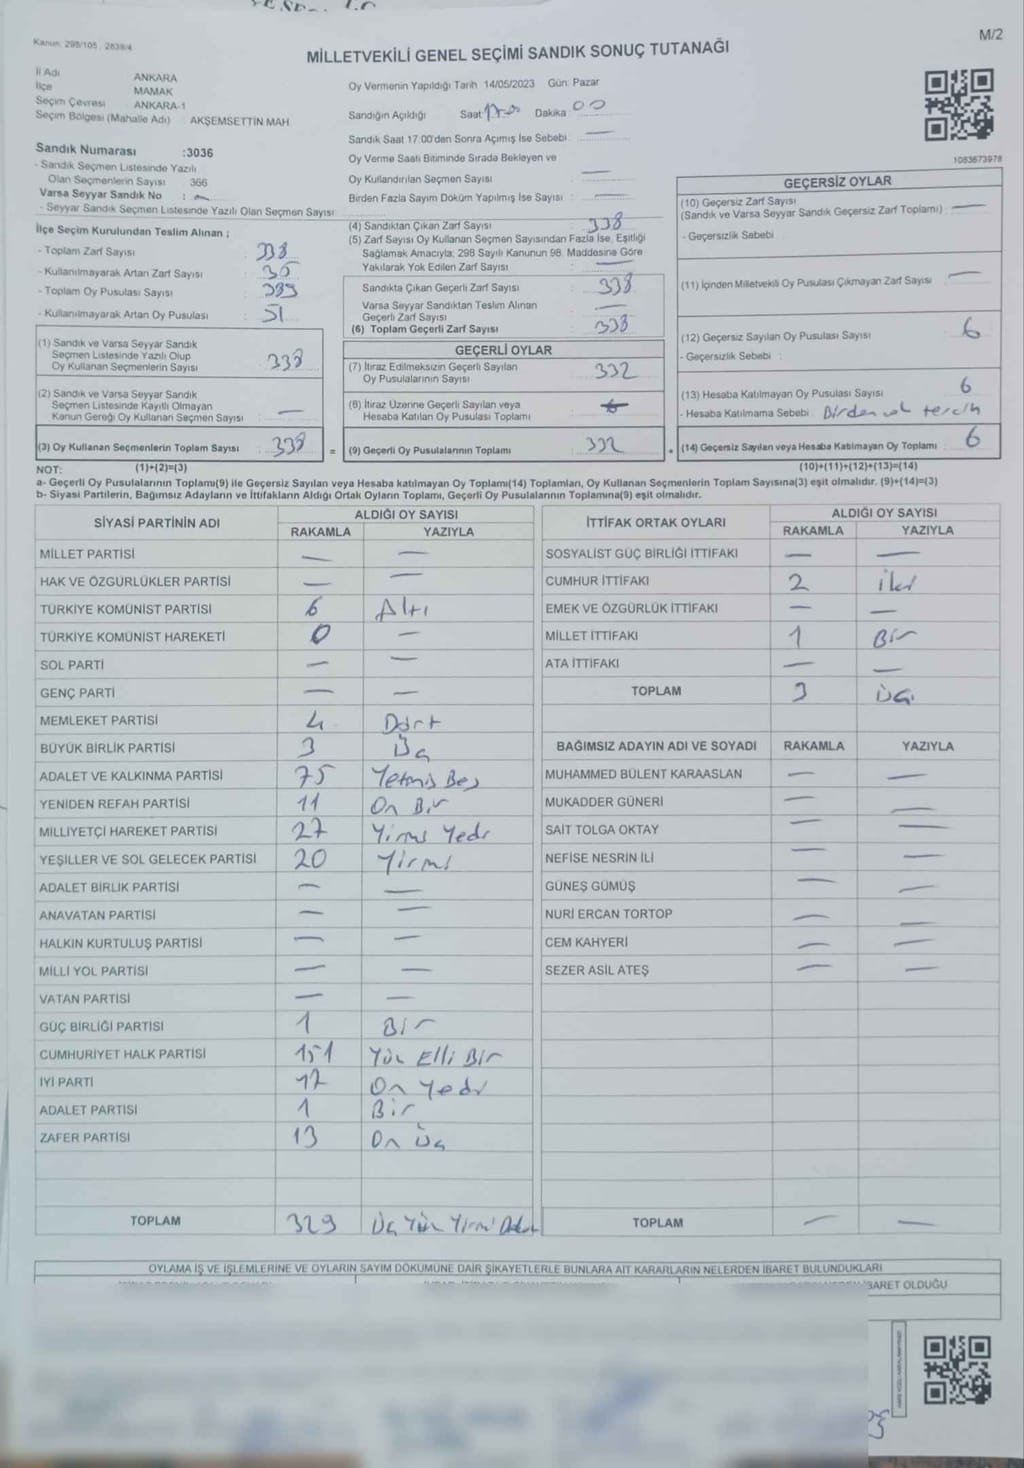 Kanun: 298/105, 2839/4
M/2
MİLLETVEKİLİ GENEL SEÇİMİ SANDIK SONUÇ TUTANAĞI
İl Adı ANKARA
İlçe MAMAK
Seçim Çevresi ANKARA-1
Seçim Bölgesi (Mahalle Adı) : AKŞEMSETTİN MAH.
Sandık Numarası :3036
- Sandık Seçmen Listesinde Yazılı
Olan Seçmenlerin Sayısı 366
Varsa Seyyar Sandık No : —
- Seyyar Sandık Seçmen Listesinde Yazılı Olan Seçmen Sayısı
İlçe Seçim Kurulundan Teslim Alınan ;
- Toplam Zarf Sayısı :
- Kullanılmayarak Artan Zarf Sayısı : 35
- Toplam Oy Pusulası Sayısı :
- Kullanılmayarak Artan Oy Pusulası : 51
Oy Vermenin Yapıldığı Tarih 14/05/2023 Gün: Pazar
Sandığın Açıldığı Saat 17:00 Dakika 00
Sandık Saat 17.00'den Sonra Açımış İse Sebebi : —
Oy Verme Saati Bitiminde Sırada Bekleyen ve
Oy Kullandırılan Seçmen Sayısı : —
Birden Fazla Sayım Döküm Yapılmış İse Sayısı : —
(4) Sandıktan Çıkan Zarf Sayısı : 338
(5) Zarf Sayısı Oy Kullanan Seçmen Sayısından Fazla İse, Eşitliği
Sağlamak Amacıyla; 298 Sayılı Kanunun 98. Maddesine Göre
Yakılarak Yok Edilen Zarf Sayısı : —
Sandıkta Çıkan Geçerli Zarf Sayısı : 338
Varsa Seyyar Sandıktan Teslim Alınan
Geçerli Zarf Sayısı : —
(6) Toplam Geçerli Zarf Sayısı : 338
1083673978
GEÇERSİZ OYLAR
(10) Geçersiz Zarf Sayısı
(Sandık ve Varsa Seyyar Sandık Geçersiz Zarf Toplamı) : —
- Geçersizlik Sebebi
(11) İçinden Milletvekili Oy Pusulası Çıkmayan Zarf Sayısı : —
(12) Geçersiz Sayılan Oy Pusulası Sayısı : 6
- Geçersizlik Sebebi :
(13) Hesaba Katılmayan Oy Pusulası Sayısı : 6
- Hesaba Katılmama Sebebi : Birden çok tercih
(14) Geçersiz Sayılan veya Hesaba Katılmayan Oy Toplamı : 6
(1) Sandık ve Varsa Seyyar Sandık
Seçmen Listesinde Yazılı Olup
Oy Kullanan Seçmenlerin Sayısı : 338
(2) Sandık ve Varsa Seyyar Sandık
Seçmen Listesinde Kayıtlı Olmayan
Kanun Gereği Oy Kullanan Seçmen Sayısı : —
(3) Oy Kullanan Seçmenlerin Toplam Sayısı : 338
=
GEÇERLİ OYLAR
(7) İtiraz Edilmeksizin Geçerli Sayılan
Oy Pusulalarının Sayısı : 332
(8) İtiraz Üzerine Geçerli Sayılan veya
Hesaba Katılan Oy Pusulası Toplamı :
(9) Geçerli Oy Pusulalarının Toplamı : 332
+
NOT: (1)+(2)=(3) (10)+(11)+(12)+(13)=(14)
a- Geçerli Oy Pusulalarının Toplamı(9) ile Geçersiz Sayılan veya Hesaba katılmayan Oy Toplamı(14) Toplamları, Oy Kullanan Seçmenlerin Toplam Sayısına(3) eşit olmalıdır. (9)+(14)=(3)
b- Siyasi Partilerin, Bağımsız Adayların ve İttifakların Aldığı Ortak Oyların Toplamı, Geçerli Oy Pusulalarının Toplamına(9) eşit olmalıdır.
SİYASİ PARTİNİN ADI ALDIĞI OY SAYISI
RAKAMLA YAZIYLA
MİLLET PARTİSİ — —
HAK VE ÖZGÜRLÜKLER PARTİSİ — —
TÜRKİYE KOMÜNİST PARTİSİ 6 Altı
TÜRKİYE KOMÜNİST HAREKETİ 0 —
SOL PARTİ — —
GENÇ PARTİ — —
MEMLEKET PARTİSİ 4 Dört
BÜYÜK BİRLİK PARTİSİ 3 Üç
ADALET VE KALKINMA PARTİSİ 75 Yetmiş Beş
YENİDEN REFAH PARTİSİ 11 On Bir
MİLLİYETÇİ HAREKET PARTİSİ 27 Yirmi Yedi
YEŞİLLER VE SOL GELECEK PARTİSİ 20 Yirmi
ADALET BİRLİK PARTİSİ — —
ANAVATAN PARTİSİ — —
HALKIN KURTULUŞ PARTİSİ — —
MİLLİ YOL PARTİSİ — —
VATAN PARTİSİ — —
GÜÇ BİRLİĞİ PARTİSİ 1 Bir
CUMHURİYET HALK PARTİSİ 151 Yüz Elli Bir
İYİ PARTİ 17 On Yedi
ADALET PARTİSİ 1 Bir
ZAFER PARTİSİ 13 On Üç
TOPLAM 329 Üç Yüz Yirmi Dokuz
İTTİFAK ORTAK OYLARI ALDIĞI OY SAYISI
RAKAMLA YAZIYLA
SOSYALİST GÜÇ BİRLİĞİ İTTİFAKI — —
CUMHUR İTTİFAKI 2 İki
EMEK VE ÖZGÜRLÜK İTTİFAKI — —
MİLLET İTTİFAKI 1 Bir
ATA İTTİFAKI — —
TOPLAM 3 Üç
BAĞIMSIZ ADAYIN ADI VE SOYADI RAKAMLA YAZIYLA
MUHAMMED BÜLENT KARAASLAN — —
MUKADDER GÜNERİ — —
SAİT TOLGA OKTAY — —
NEFİSE NESRİN İLİ — —
GÜNEŞ GÜMÜŞ — —
NURİ ERCAN TORTOP — —
CEM KAHYERİ — —
SEZER ASİL ATEŞ — —
TOPLAM — —
OYLAMA İŞ VE İŞLEMLERİNE VE OYLARIN SAYIM DÖKÜMÜNE DAİR ŞİKAYETLERLE BUNLARA AİT KARARLARIN NELERDEN İBARET BULUNDUKLARI
BARET OLDUĞU